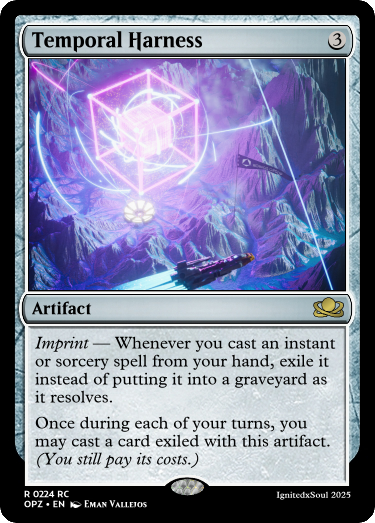 Temporal Harness 3
Artifact
Imprint — Whenever you cast an instant
or sorcery spell from your hand, exile it
instead of putting it into a graveyard as
it resolves.
Once during each of your turns, you
may cast a card exiled with this artifact.
(You still pay its costs.)
R 0224 RC
OPZ • EN Eman Vallejos
IgnitedxSoul 2025